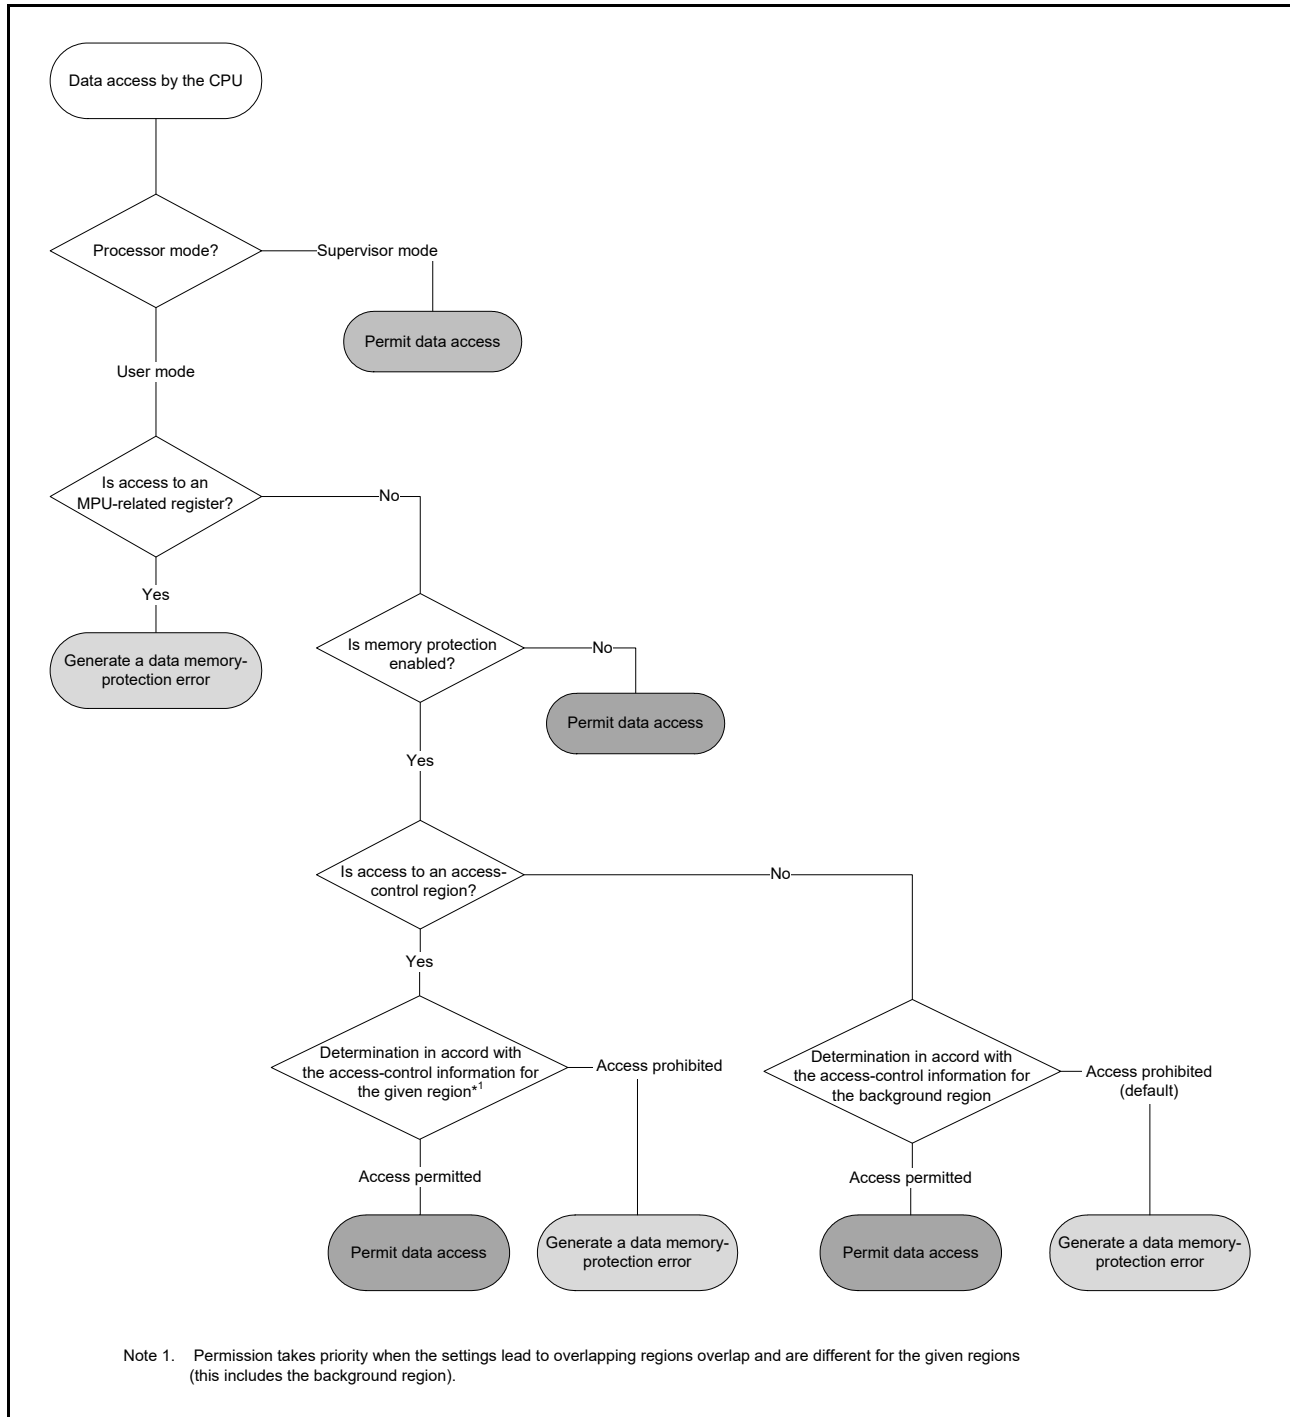 Data access by the CPU
Processor mode?
Supervisor mode
Permit data access
User mode
Is access to an
MPU-related register?
No
Yes
Generate a data memory-
protection error
Is memory protection
enabled?
No
Permit data access
Yes
Is access to an access-
control region?
No
Yes
Determination in accord with
the access-control information for
the given region*1
Access prohibited
Determination in accord with
the access-control information for
the background region
Access prohibited
(default)
Access permitted
Access permitted
Permit data access
Generate a data memory-
protection error
Permit data access
Generate a data memory-
protection error
Note 1. Permission takes priority when the settings lead to overlapping regions overlap and are different for the given regions
(this includes the background region).